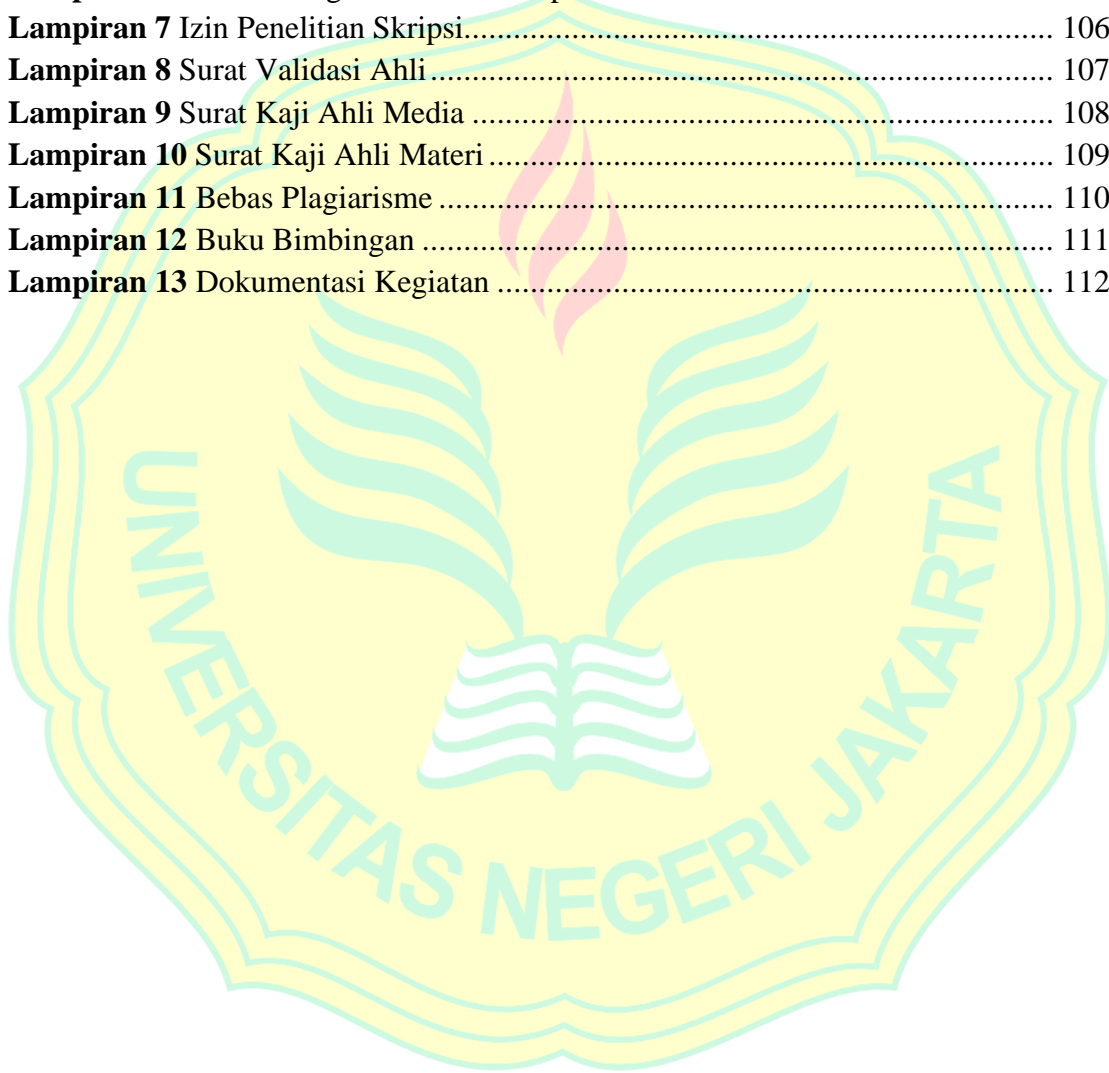 Lampiran 7 Izin Penelitian Skripsi.......................................................................................... 106
Lampiran 8 Surat Validasi Ahli................................................................................................ 107
Lampiran 9 Surat Kaji Ahli Media .......................................................................................... 108
Lampiran 10 Surat Kaji Ahli Materi ....................................................................................... 109
Lampiran 11 Bebas Plagiarisme .............................................................................................. 110
Lampiran 12 Buku Bimbingan ................................................................................................. 111
Lampiran 13 Dokumentasi Kegiatan ...................................................................................... 112
UNIVERSITAS NEGERI JAKARTA